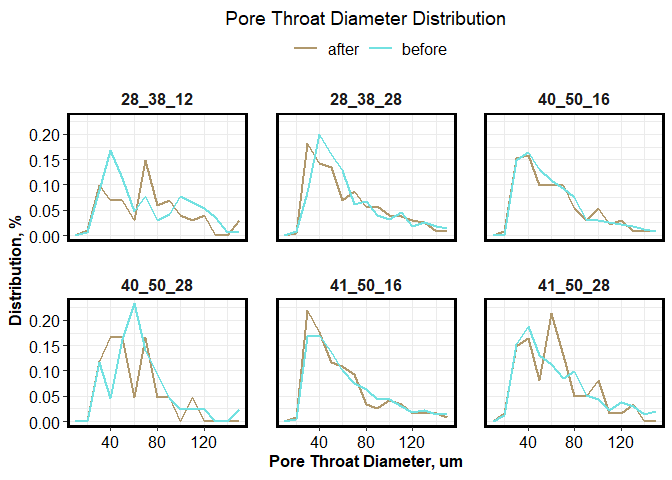 Pore Throat Diameter Distribution
after before
28_38_12 28_38_28 40_50_16
0.20
0.15
0.10
0.05
0.00
Distribution, %
40_50_28 41_50_16 41_50_28
0.20
0.15
0.10
0.05
0.00
40 80 120 40 80 120 40 80 120
Pore Throat Diameter, um